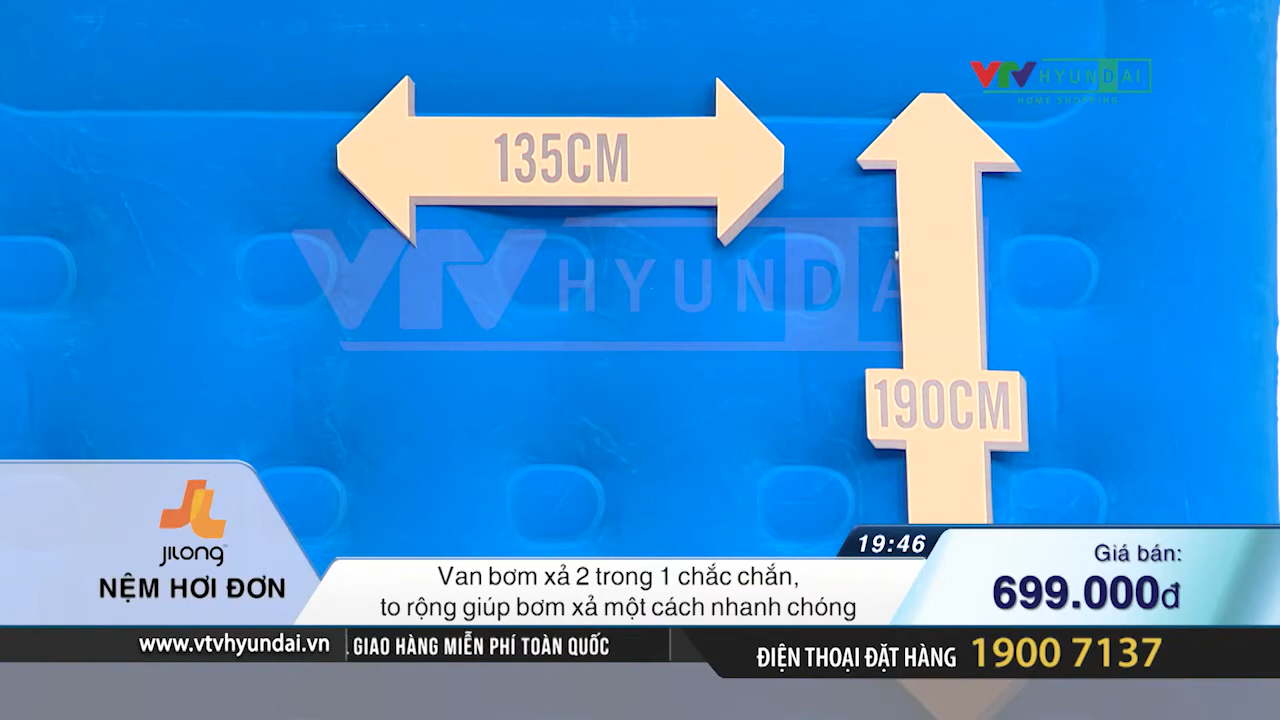 VTV HYUNDAI
HOME SHOPPING
135CM
VTV HYUNDAI
190CM
JILONG™
NỆM HƠI ĐƠN
19:46
Van bơm xả 2 trong 1 chắc chắn,
to rộng giúp bơm xả một cách nhanh chóng
Giá bán:
699.000đ
www.vtvhyundai.vn
. GIAO HÀNG MIỄN PHÍ TOÀN QUỐC
ĐIỆN THOẠI ĐẶT HÀNG 1900 7137